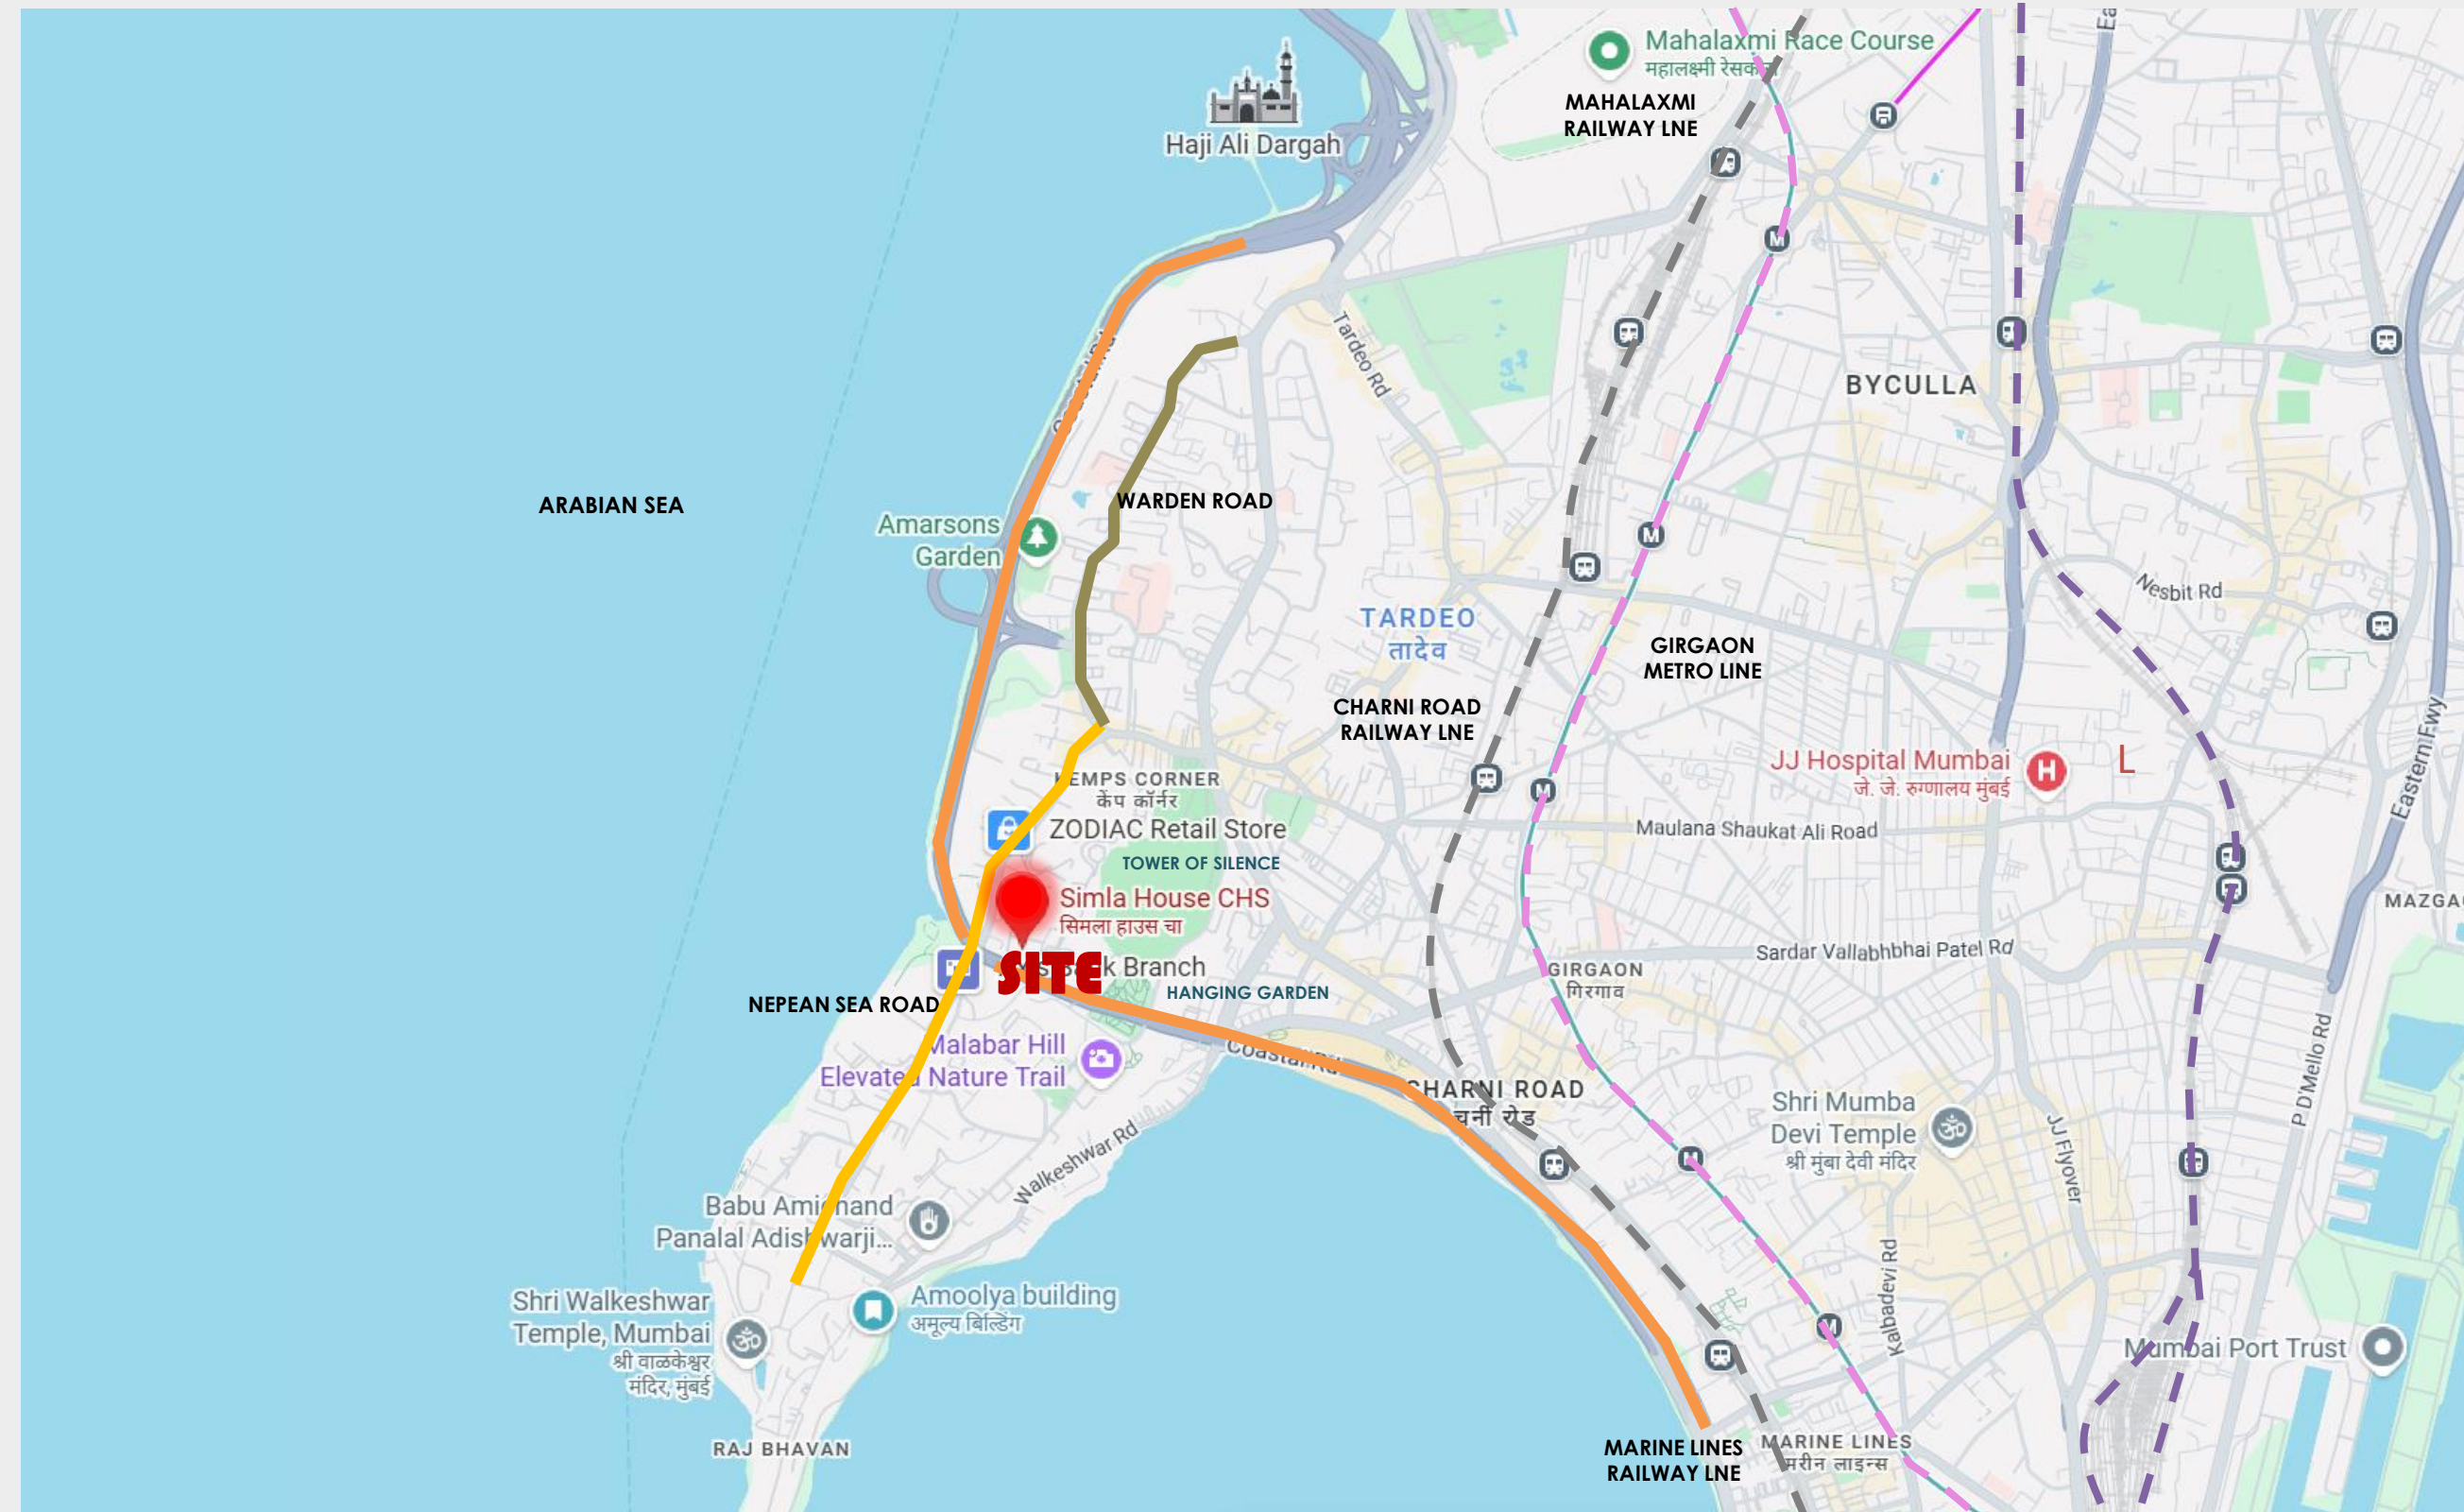 Mahalaxmi Race Course
MAHALAXMI
RAILWAY LNE
Haji Ali Dargah
Tardeo Rd
BYCULLA
ARABIAN SEA
WARDEN ROAD
Amarsons
Garden
Nesbit Rd
TARDEO
तादेव
GIRGAON
METRO LINE
CHARNI ROAD
RAILWAY LNE
Eastern Fwy
JJ Hospital Mumbai
जे. जे. रुग्णालय मुंबई
L
KEMPS CORNER
केंप कॉर्नर
ZODIAC Retail Store
Maulana Shaukat Ali Road
TOWER OF SILENCE
Simla House CHS
सिमला हाउस चा
SITE
k Branch
Sardar Vallabhbhai Patel Rd
GIRGAON
गिरगाव
HANGING GARDEN
NEPEAN SEA ROAD
Malabar Hill
Elevated Nature Trail
Coastal Rd
CHARNI ROAD
चर्नी रोड
P D'Mello Rd
Shri Mumba
Devi Temple
श्री मुंबा देवी मंदिर
JJ Flyover
Walkeshwar Rd
Babu Amichand
Panalal Adishwarji...
Kalbadevi Rd
Shri Walkeshwar
Temple, Mumbai
श्री वाळकेश्वर
मंदिर, मुंबई
Amoolya building
अमूल्य बिल्डिंग
Mumbai Port Trust
RAJ BHAVAN
MARINE LINES
RAILWAY LNE
MARINE LINES
मरीन लाइन्स